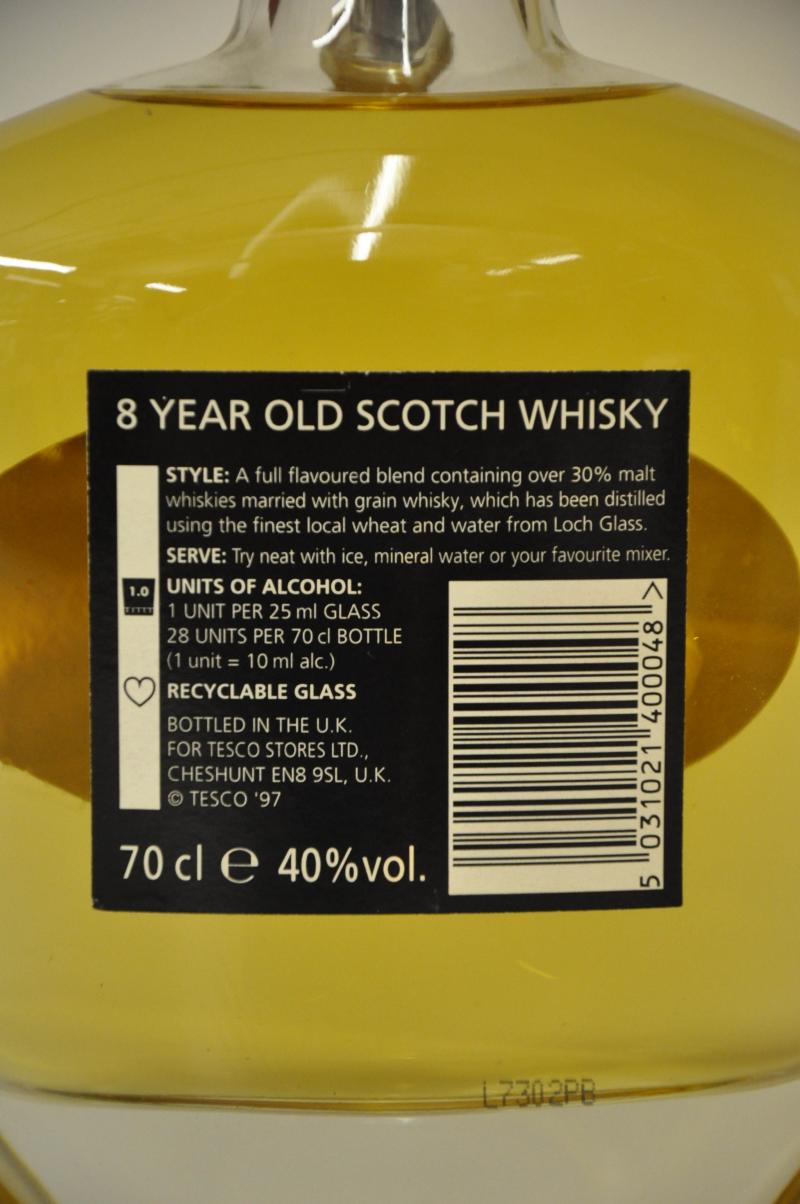 8 YEAR OLD SCOTCH WHISKY
STYLE: A full flavoured blend containing over 30% malt
whiskies married with grain whisky, which has been distilled
using the finest local wheat and water from Loch Glass.
SERVE: Try neat with ice, mineral water or your favourite mixer.
1.0
UNITS OF ALCOHOL:
1 UNIT PER 25 ml GLASS
28 UNITS PER 70 cl BOTTLE
(1 unit = 10 ml alc.)
RECYCLABLE GLASS
BOTTLED IN THE U.K.
FOR TESCO STORES LTD.,
CHESHUNT EN8 9SL, U.K.
© TESCO '97
70 cl e 40%vol.
5 031021 400048 >
L7302PB